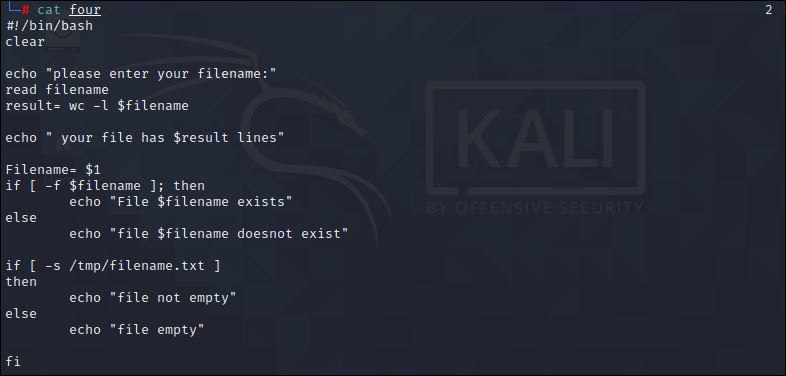 └─# cat four
2
#!/bin/bash
clear
echo "please enter your filename:"
read filename
result= wc -l $filename
echo " your file has $result lines"
Filename= $1
if [ -f $filename ]; then
echo "File $filename exists"
else
echo "file $filename doesnot exist"
if [ -s /tmp/filename.txt ]
then
echo "file not empty"
else
echo "file empty"
fi
KALI
BY OFFENSIVE SECURITY